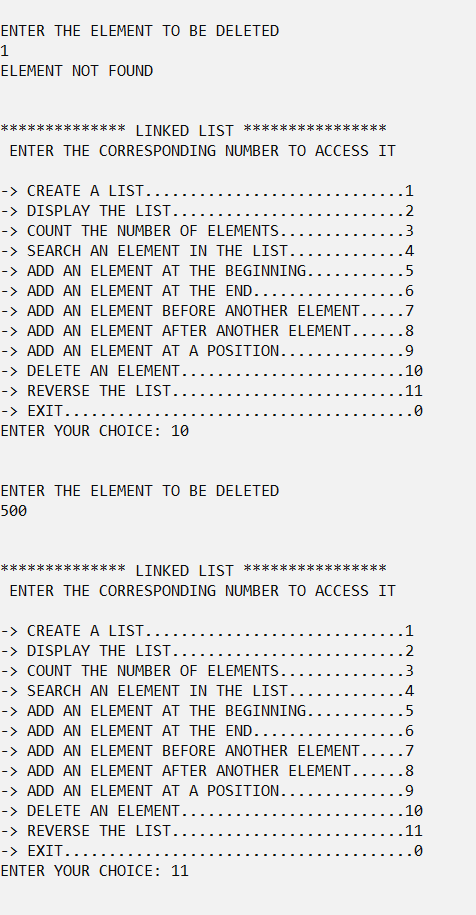 ENTER THE ELEMENT TO BE DELETED
1
ELEMENT NOT FOUND
************** LINKED LIST ****************
ENTER THE CORRESPONDING NUMBER TO ACCESS IT
-> CREATE A LIST.............................1
-> DISPLAY THE LIST..........................2
-> COUNT THE NUMBER OF ELEMENTS..............3
-> SEARCH AN ELEMENT IN THE LIST.............4
-> ADD AN ELEMENT AT THE BEGINNING...........5
-> ADD AN ELEMENT AT THE END.................6
-> ADD AN ELEMENT BEFORE ANOTHER ELEMENT.....7
-> ADD AN ELEMENT AFTER ANOTHER ELEMENT......8
-> ADD AN ELEMENT AT A POSITION..............9
-> DELETE AN ELEMENT.........................10
-> REVERSE THE LIST..........................11
-> EXIT.......................................0
ENTER YOUR CHOICE: 10
ENTER THE ELEMENT TO BE DELETED
500
************** LINKED LIST ****************
ENTER THE CORRESPONDING NUMBER TO ACCESS IT
-> CREATE A LIST.............................1
-> DISPLAY THE LIST..........................2
-> COUNT THE NUMBER OF ELEMENTS..............3
-> SEARCH AN ELEMENT IN THE LIST.............4
-> ADD AN ELEMENT AT THE BEGINNING...........5
-> ADD AN ELEMENT AT THE END.................6
-> ADD AN ELEMENT BEFORE ANOTHER ELEMENT.....7
-> ADD AN ELEMENT AFTER ANOTHER ELEMENT......8
-> ADD AN ELEMENT AT A POSITION..............9
-> DELETE AN ELEMENT.........................10
-> REVERSE THE LIST..........................11
-> EXIT.......................................0
ENTER YOUR CHOICE: 11